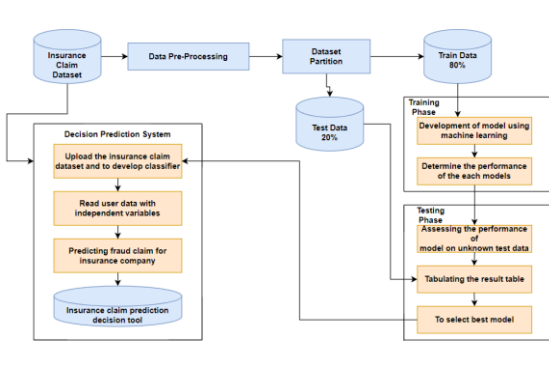 Insurance
Claim
Dataset
Data Pre-Processing
Dataset
Partition
Train Data
80%
Test Data
20%
Training
Phase
Development of model using
machine learning
Determine the performance
of the each models
Testing
Phase
Assessing the performance
of
model on unknown test data
Tabulating the result table
To select best model
Decision Prediction System
Upload the insurance claim
dataset and to develop classifier
Read user data with
independent variables
Predicting fraud claim for
insurance company
Insurance claim prediction
decision tool